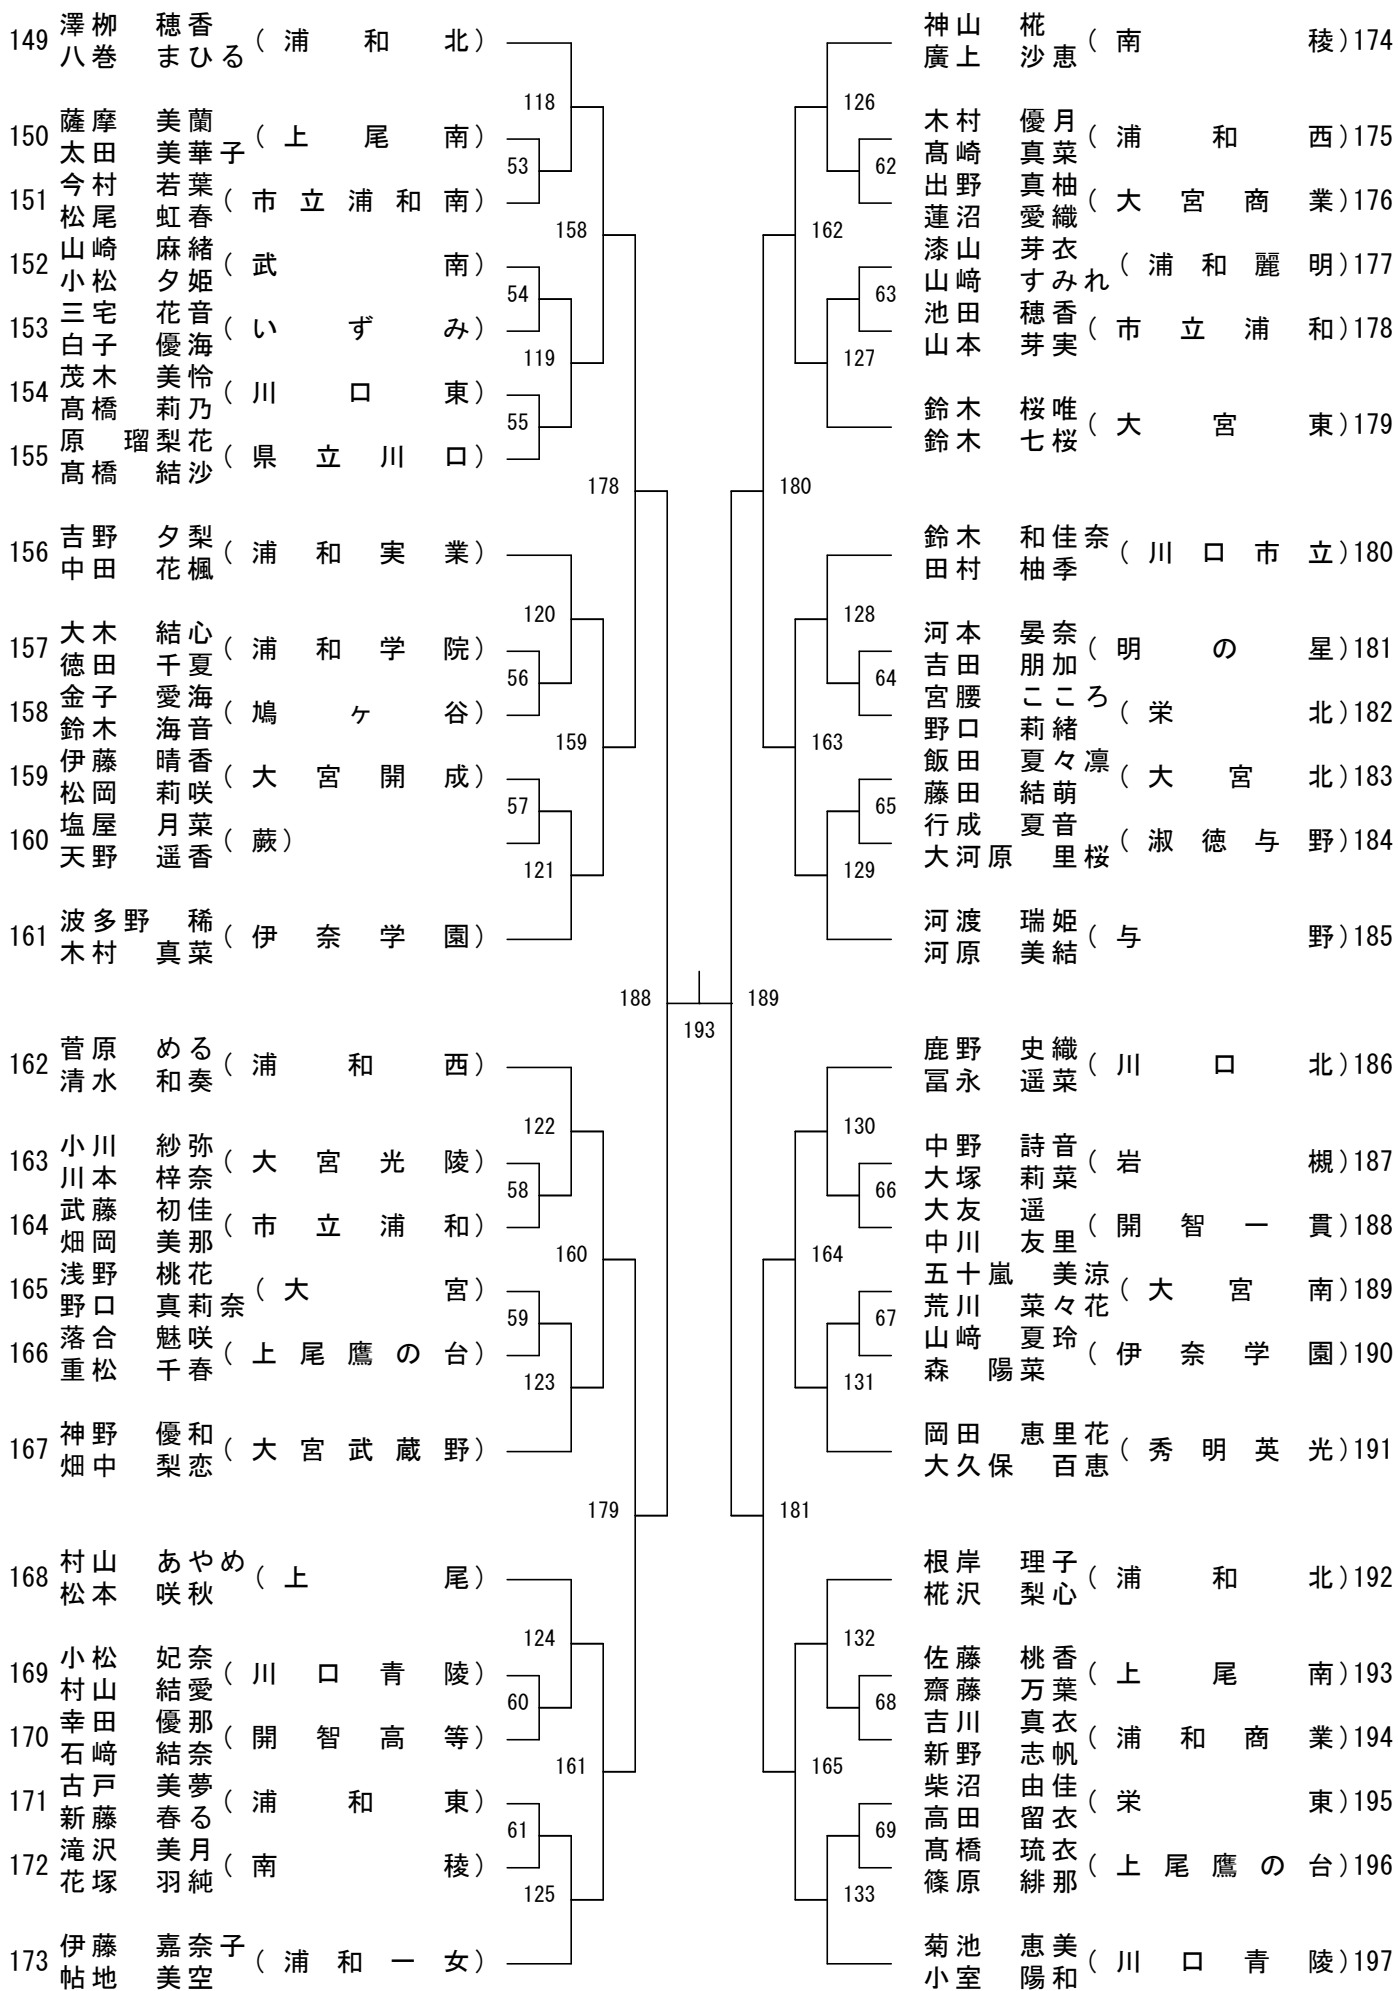 149 澤栁 穂香 八巻 まひる (浦和北)
118
150 薩摩 美蘭 太田 美華子 (上尾南)
53
151 今村 若葉 松尾 虹春 (市立浦和南)
158
152 山崎 麻緒 小松 夕姫 (武南)
54
153 三宅 花音 白子 優海 (いずみ)
119
154 茂木 美怜 髙橋 莉乃 (川口東)
55
155 原 瑠梨花 髙橋 結沙 (県立川口)
178
156 吉野 夕梨 中田 花楓 (浦和実業)
120
157 大木 結心 徳田 千夏 (浦和学院)
56
158 金子 愛海 鈴木 海音 (鳩ヶ谷)
159
159 伊藤 晴香 松岡 莉咲 (大宮開成)
57
160 塩屋 月菜 天野 遥香 (蕨)
121
161 波多野 稀 木村 真菜 (伊奈学園)
188
162 菅原 める 清水 和奏 (浦和西)
122
163 小川 紗弥 川本 梓奈 (大宮光陵)
58
164 武藤 初佳 畑岡 美那 (市立浦和)
160
165 浅野 桃花 野口 真莉奈 (大宮)
59
166 落合 魅咲 重松 千春 (上尾鷹の台)
123
167 神野 優和 畑中 梨恋 (大宮武蔵野)
179
168 村山 あやめ 松本 咲秋 (上尾)
124
169 小松 妃奈 村山 結愛 (川口青陵)
60
170 幸田 優那 石﨑 結奈 (開智高等)
161
171 古戸 美夢 新藤 春る (浦和東)
61
172 滝沢 美月 花塚 羽純 (南稜)
125
173 伊藤 嘉奈子 帖地 美空 (浦和一女)
193
神山 椛 廣上 沙恵 (南稜)174
126
木村 優月 髙崎 真菜 (浦和西)175
62
出野 真柚 蓮沼 愛織 (大宮商業)176
162
漆山 芽衣 山﨑 すみれ (浦和麗明)177
63
池田 穂香 山本 芽実 (市立浦和)178
127
鈴木 桜唯 鈴木 七桜 (大宮東)179
180
鈴木 和佳奈 田村 柚季 (川口市立)180
128
河本 晏奈 吉田 朋加 (明の星)181
64
宮腰 こころ 野口 莉緒 (栄北)182
163
飯田 夏々凛 藤田 結萌 (大宮北)183
65
行成 夏音 大河原 里桜 (淑徳与野)184
129
河渡 瑞姫 河原 美結 (与野)185
189
鹿野 史織 冨永 遥菜 (川口北)186
130
中野 詩音 大塚 莉菜 (岩槻)187
66
大友 遥 中川 友里 (開智一貫)188
164
五十嵐 美涼 荒川 菜々花 (大宮南)189
67
山﨑 夏玲 森 陽菜 (伊奈学園)190
131
岡田 恵里花 大久保 百恵 (秀明英光)191
181
根岸 理子 椛沢 梨心 (浦和北)192
132
佐藤 桃香 齋藤 万葉 (上尾南)193
68
吉川 真衣 新野 志帆 (浦和商業)194
165
柴沼 由佳 高田 留衣 (栄東)195
69
髙橋 琉衣 篠原 緋那 (上尾鷹の台)196
133
菊池 恵美 小室 陽和 (川口青陵)197